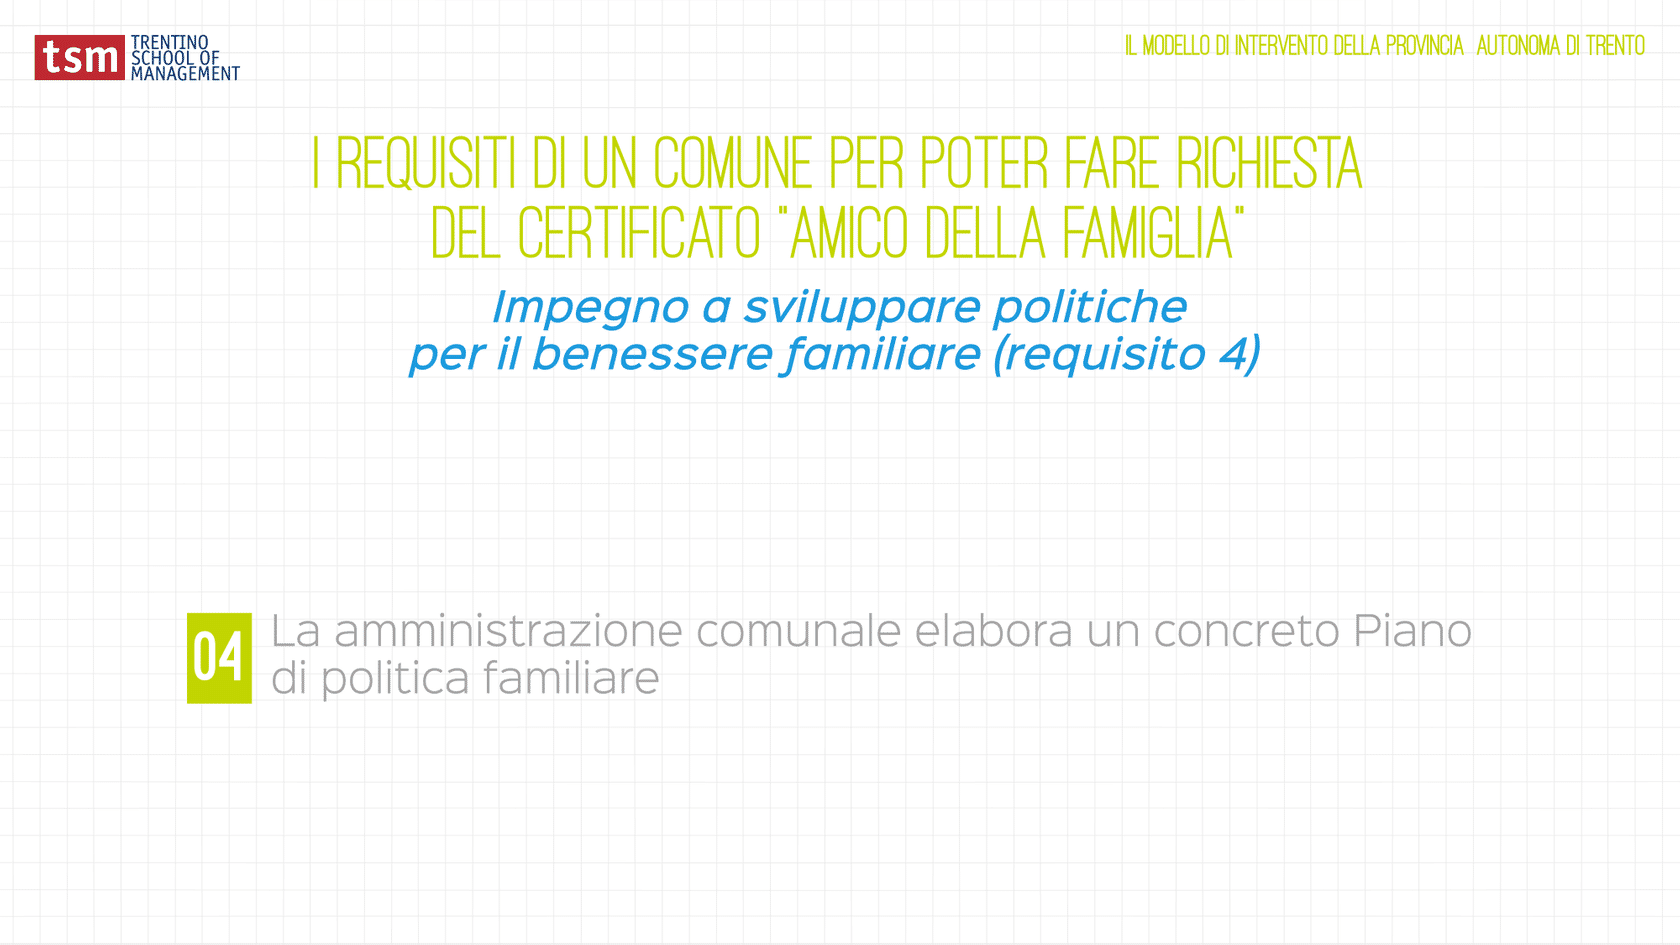 tsm TRENTINO
SCHOOL OF
MANAGEMENT
IL MODELLO DI INTERVENTO DELLA PROVINCIA AUTONOMA DI TRENTO
I REQUISITI DI UN COMUNE PER POTER FARE RICHIESTA
DEL CERTIFICATO "AMICO DELLA FAMIGLIA"
Impegno a sviluppare politiche
per il benessere familiare (requisito 4)
04
La amministrazione comunale elabora un concreto Piano
di politica familiare